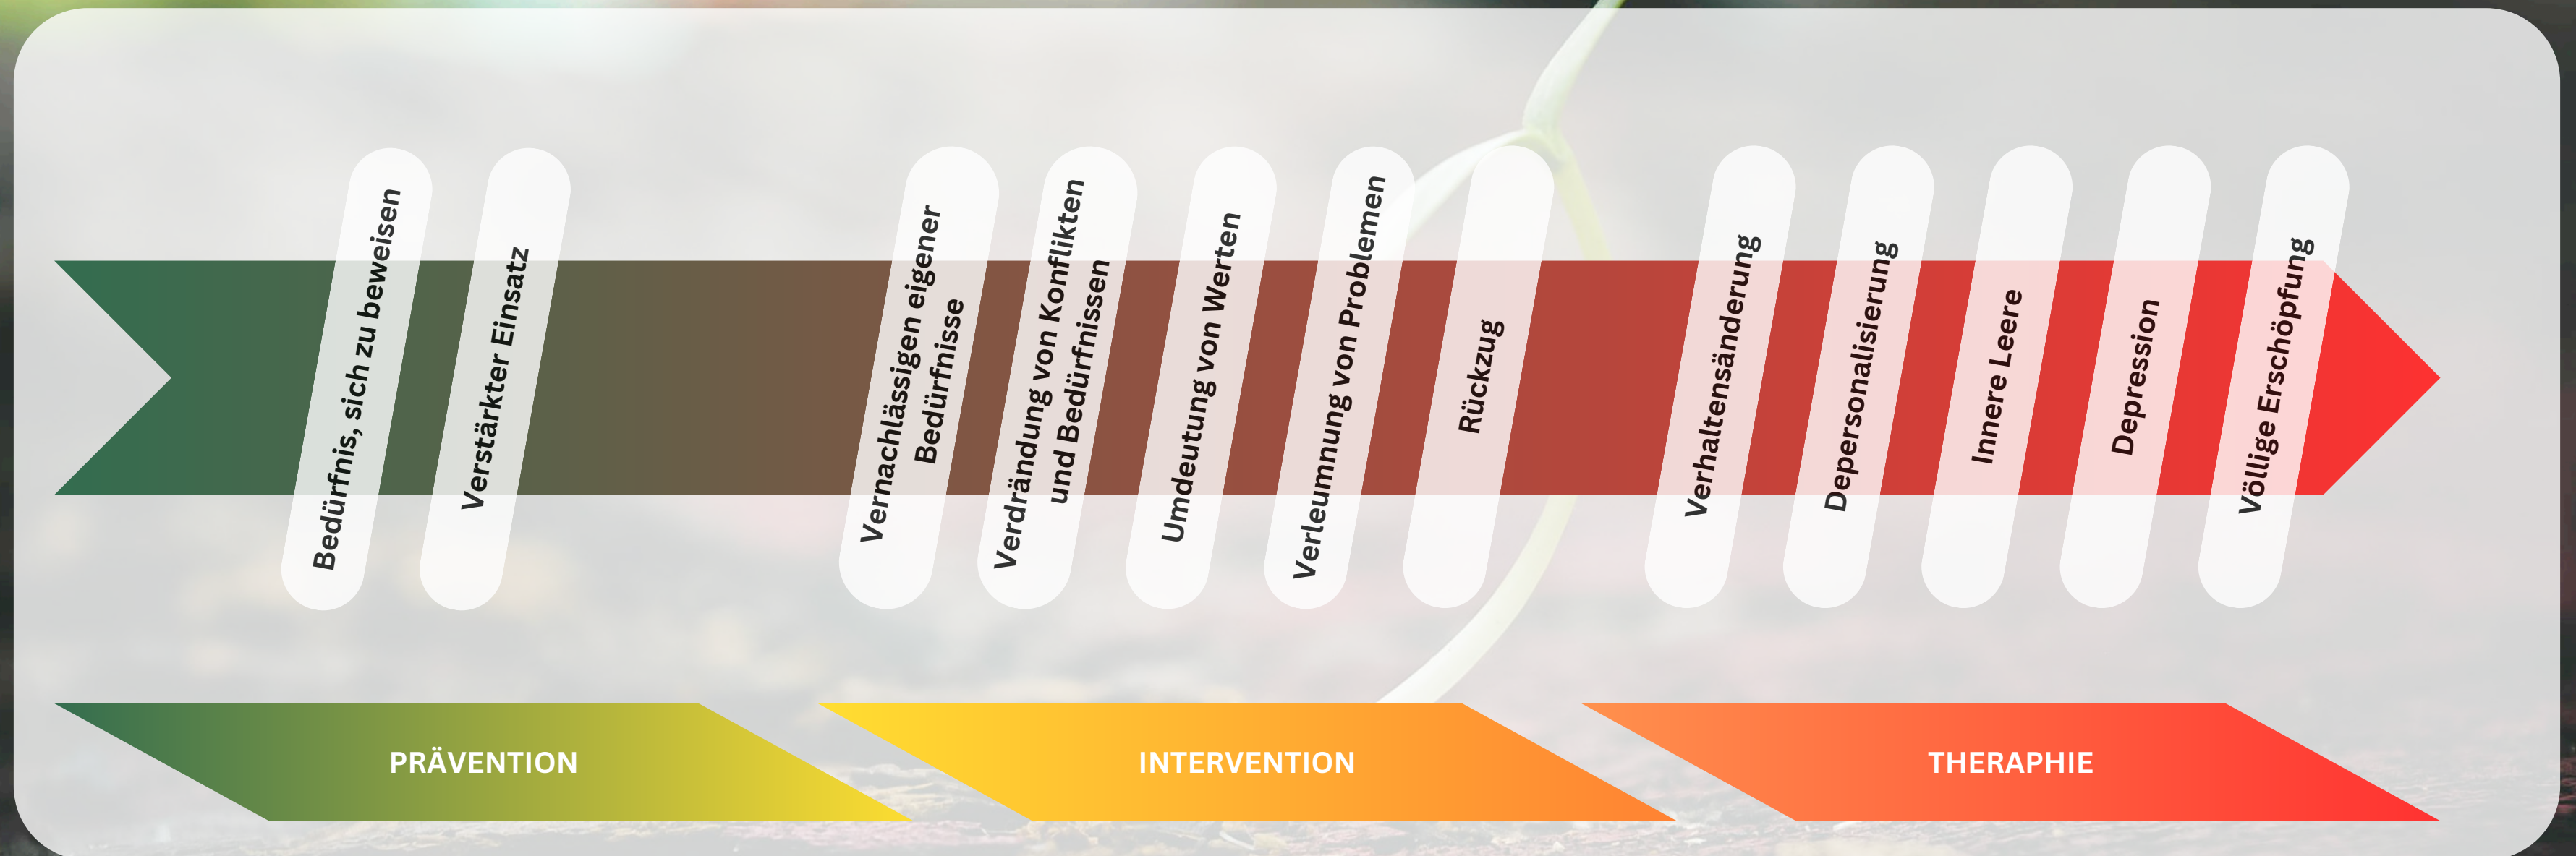 Bedürfnis, sich zu beweisen
Verstärkter Einsatz
Vernachlässigen eigener
Bedürfnisse
Verdrändung von Konflikten
und Bedürfnissen
Umdeutung von Werten
Verleumnung von Problemen
Rückzug
Verhaltensänderung
Depersonalisierung
Innere Leere
Depression
Völlige Erschöpfung
PRÄVENTION
INTERVENTION
THERAPHIE